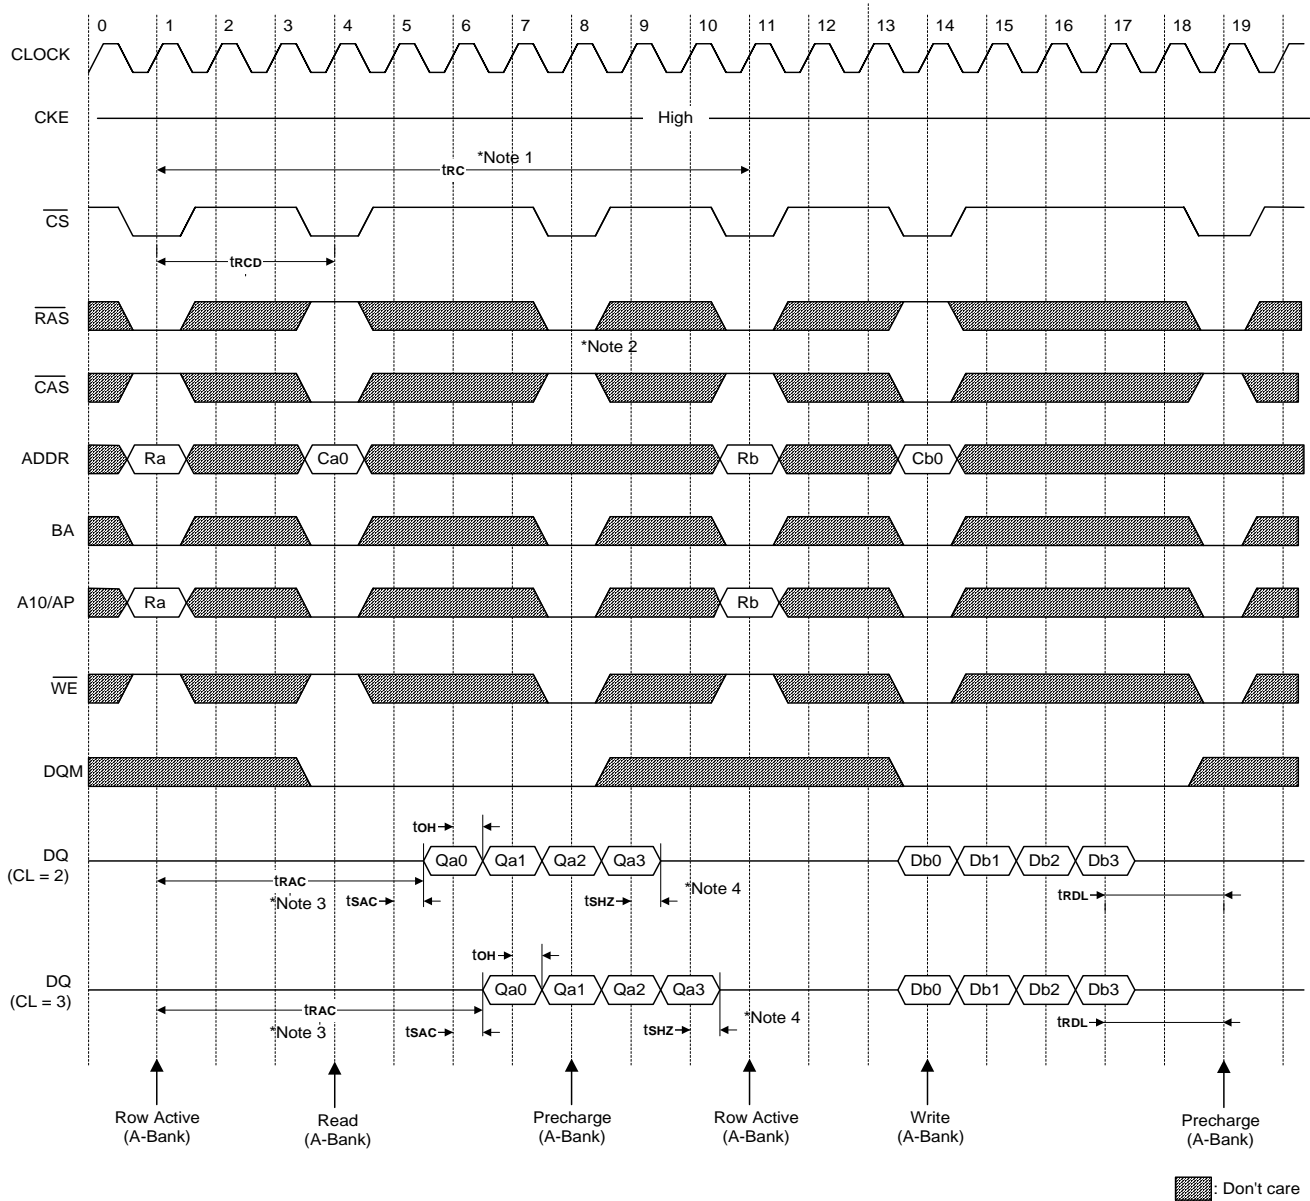 0 1 2 3 4 5 6 7 8 9 10 11 12 13 14 15 16 17 18 19
CLOCK
CKE High
*Note 1
tRC
CS
tRCD
RAS
*Note 2
CAS
ADDR Ra Ca0 Rb Cb0
BA
A10/AP Ra Rb
WE
DQM
tOH
DQ
(CL = 2)
Qa0 Qa1 Qa2 Qa3 Db0 Db1 Db2 Db3
tRAC
*Note 3
tSAC
tSHZ
*Note 4
tRDL
tOH
DQ
(CL = 3)
Qa0 Qa1 Qa2 Qa3 Db0 Db1 Db2 Db3
tRAC
*Note 3
tSAC
tSHZ
*Note 4
tRDL
Row Active
(A-Bank)
Read
(A-Bank)
Precharge
(A-Bank)
Row Active
(A-Bank)
Write
(A-Bank)
Precharge
(A-Bank)
: Don't care